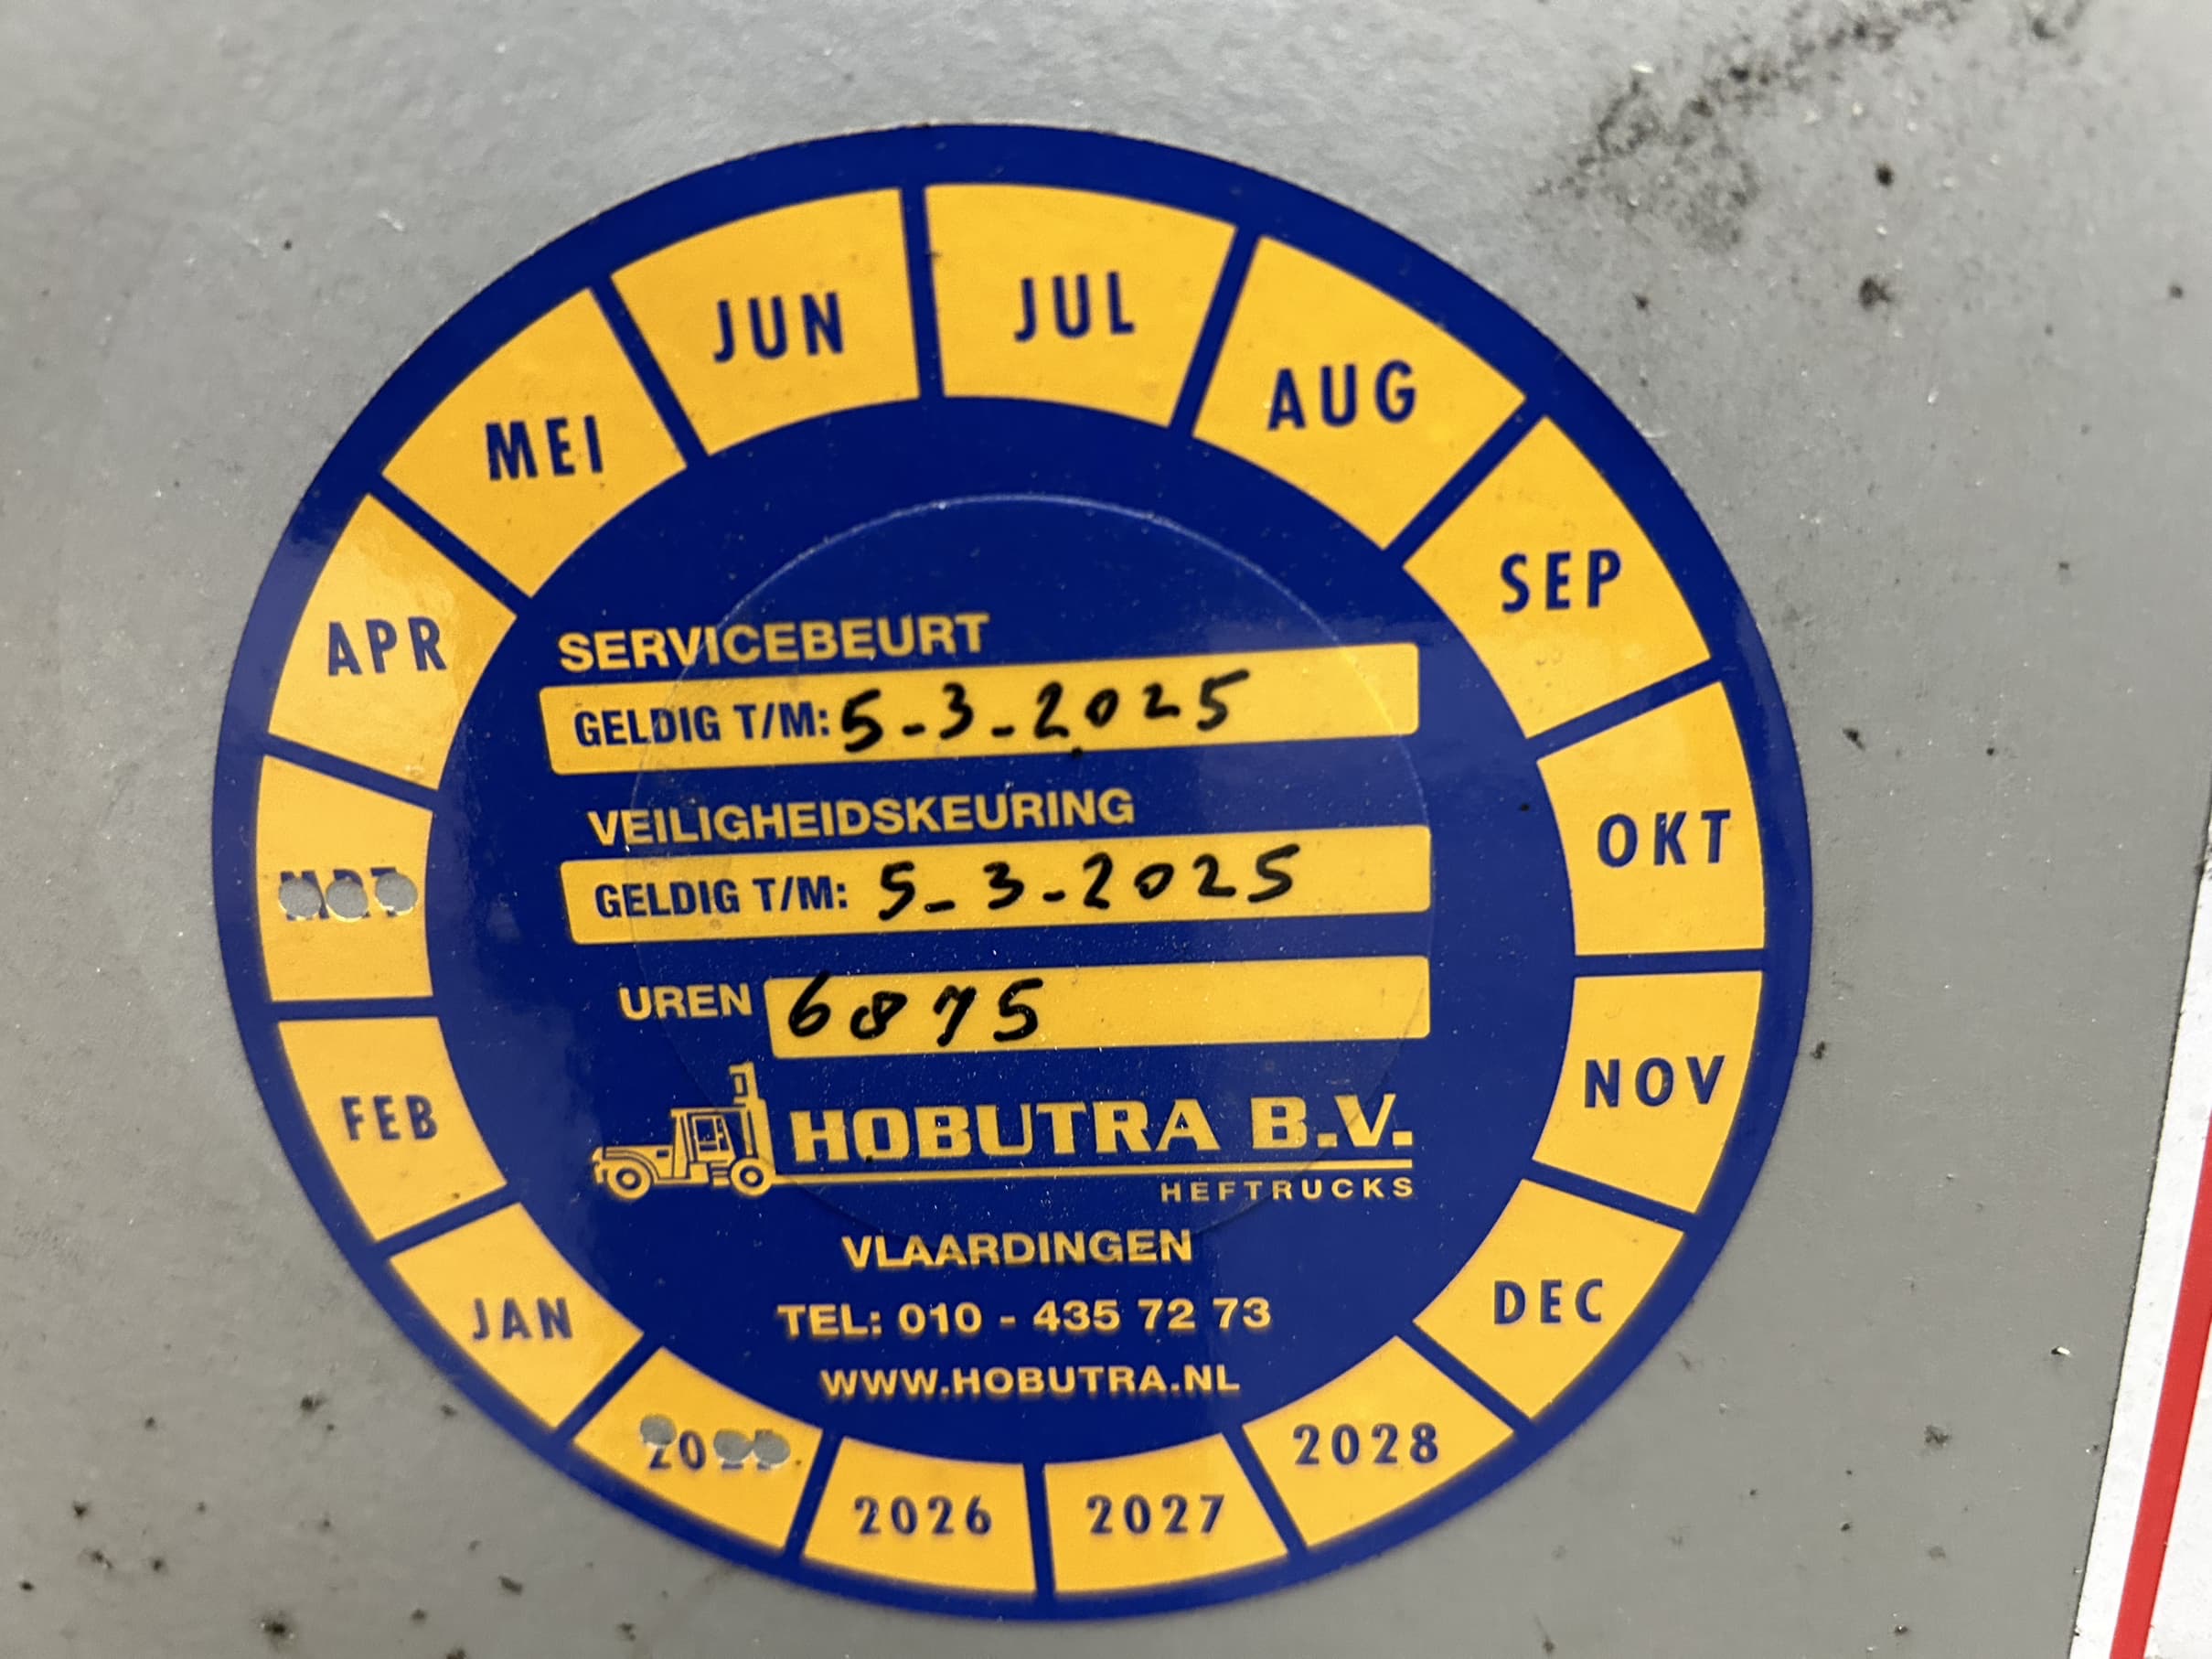 JAN
FEB
APR
MEI
JUN
JUL
AUG
SEP
OKT
NOV
DEC
SERVICEBEURT
GELDIG T/M: 5-3-2025
VEILIGHEIDSKEURING
GELDIG T/M: 5-3-2025
UREN 6875
HOBUTRA B.V.
HEFTRUCKS
VLAARDINGEN
TEL: 010 - 435 72 73
WWW.HOBUTRA.NL
2026
2027
2028